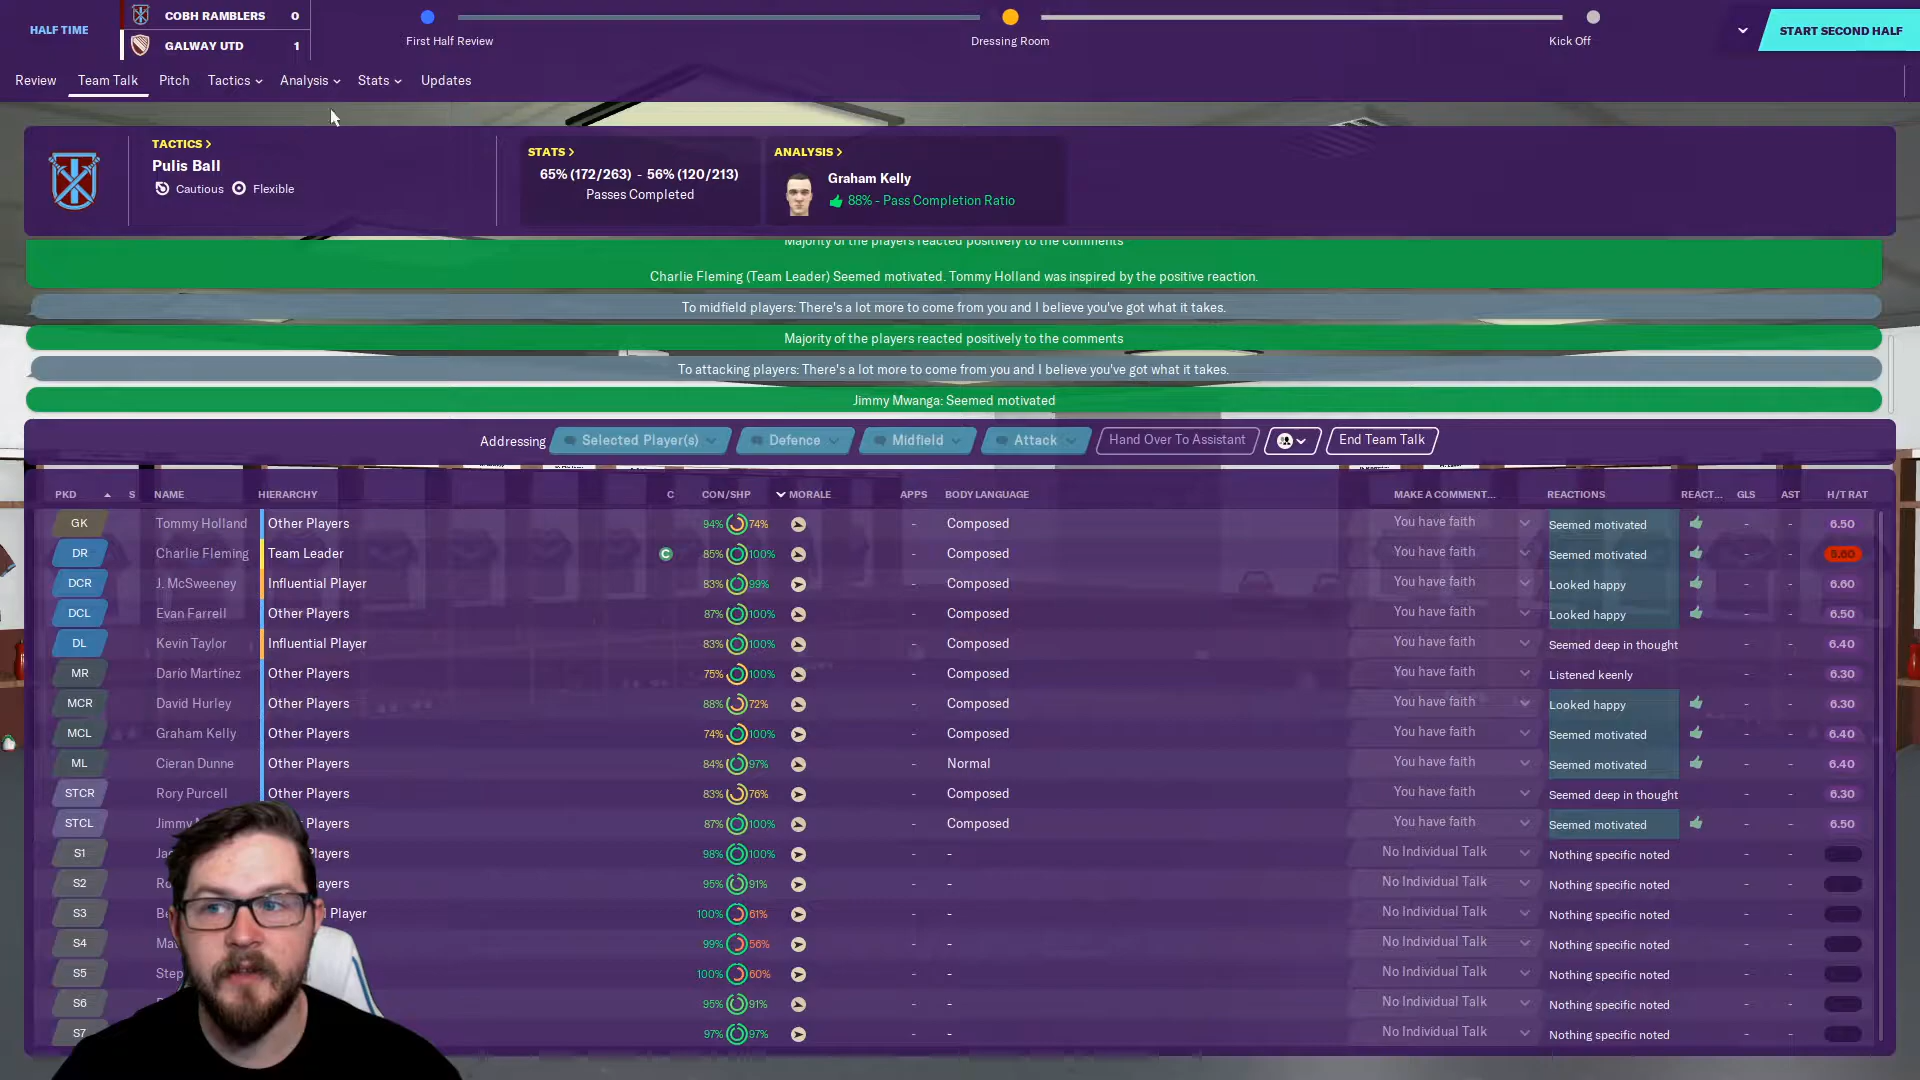 HALF TIME
COBH RAMBLERS 0
GALWAY UTD 1
First Half Review
Dressing Room
Kick Off
START SECOND HALF
Review Team Talk Pitch Tactics Analysis Stats Updates
TACTICS >
Pulis Ball
Cautious Flexible
STATS >
65% (172/263) - 56% (120/213)
Passes Completed
ANALYSIS >
Graham Kelly
88% - Pass Completion Ratio
Majority of the players reacted positively to the comments
Charlie Fleming (Team Leader) Seemed motivated. Tommy Holland was inspired by the positive reaction.
To midfield players: There's a lot more to come from you and I believe you've got what it takes.
Majority of the players reacted positively to the comments
To attacking players: There's a lot more to come from you and I believe you've got what it takes.
Jimmy Mwanga: Seemed motivated
Addressing Selected Player(s) Defence Midfield Attack Hand Over To Assistant End Team Talk
PKD S NAME HIERARCHY C CON/SHP MORALE APPS BODY LANGUAGE MAKE A COMMENT... REACTIONS REACT... GLS AST H/T RAT
GK Tommy Holland Other Players 94% 74% - Composed You have faith Seemed motivated - - 6.50
DR Charlie Fleming Team Leader C 85% 100% - Composed You have faith Seemed motivated - - 5.60
DCR J. McSweeney Influential Player 83% 99% - Composed You have faith Looked happy - - 6.60
DCL Evan Farrell Other Players 87% 100% - Composed You have faith Looked happy - - 6.50
DL Kevin Taylor Influential Player 83% 100% - Composed You have faith Seemed deep in thought - - 6.40
MR Darío Martínez Other Players 75% 100% - Composed You have faith Listened keenly - - 6.30
MCR David Hurley Other Players 88% 72% - Composed You have faith Looked happy - - 6.30
MCL Graham Kelly Other Players 74% 100% - Composed You have faith Seemed motivated - - 6.40
ML Cieran Dunne Other Players 84% 97% - Normal You have faith Seemed motivated - - 6.40
STCR Rory Purcell Other Players 83% 76% - Composed You have faith Seemed deep in thought - - 6.30
STCL Jimmy Players 87% 100% - Composed You have faith Seemed motivated - - 6.50
S1 Players 98% 100% - - No Individual Talk Nothing specific noted - -
S2 95% 91% - - No Individual Talk Nothing specific noted - -
S3 Player 100% 61% - - No Individual Talk Nothing specific noted - -
S4 99% 56% - - No Individual Talk Nothing specific noted - -
S5 Step 100% 60% - - No Individual Talk Nothing specific noted - -
S6 95% 91% - - No Individual Talk Nothing specific noted - -
S7 97% 97% - - No Individual Talk Nothing specific noted - -